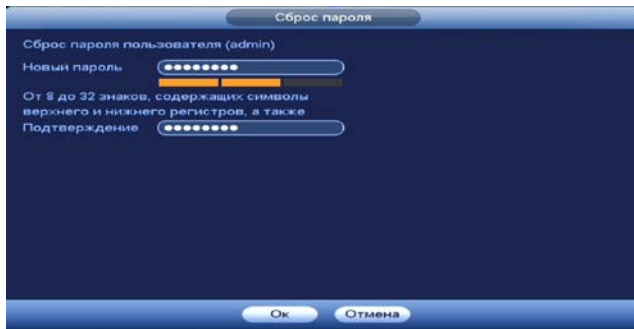 Сброс пароля
Сброс пароля пользователя (admin)
Новый пароль
От 8 до 32 знаков, содержащих символы
верхнего и нижнего регистров, а также
Подтверждение
Ок Отмена